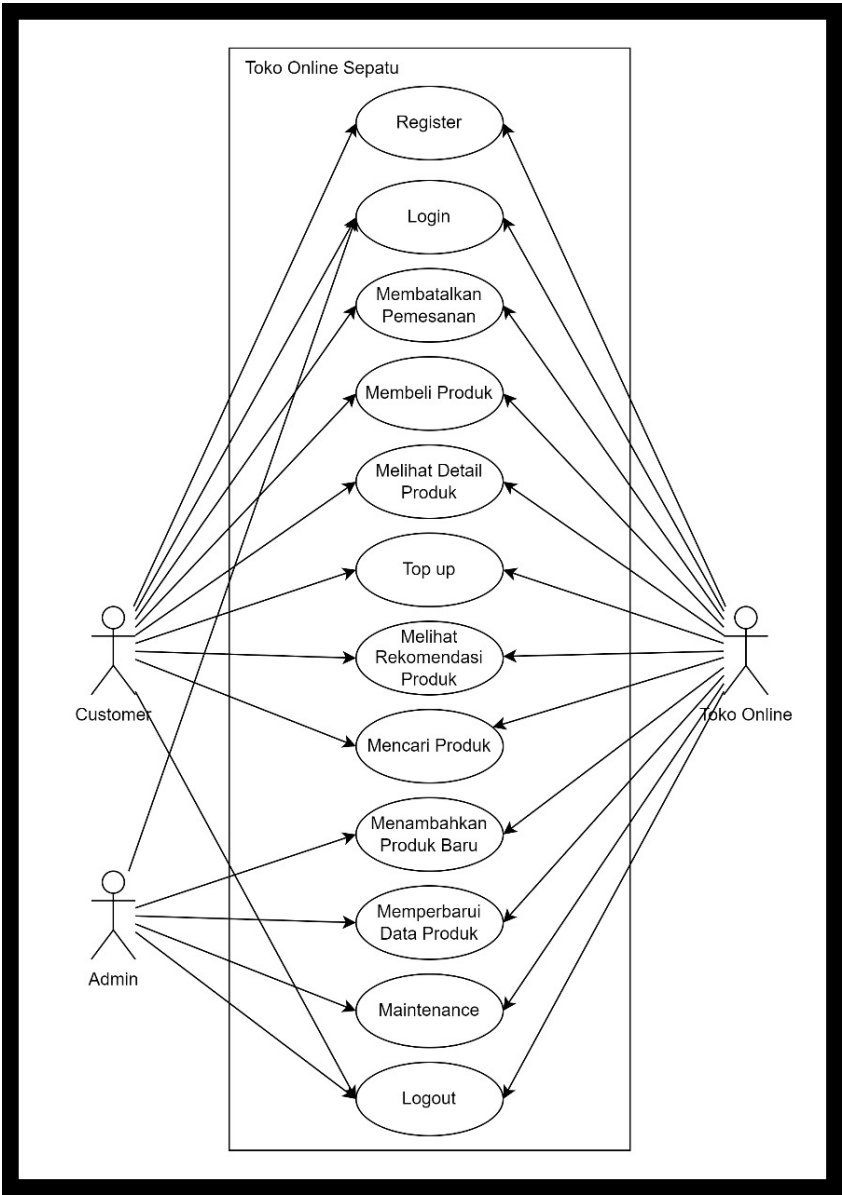 Toko Online Sepatu
Register
Login
Membatalkan
Pemesanan
Membeli Produk
Melihat Detail
Produk
Top up
Melihat
Rekomendasi
Produk
Customer
Toko Online
Mencari Produk
Menambahkan
Produk Baru
Memperbarui
Data Produk
Admin
Maintenance
Logout